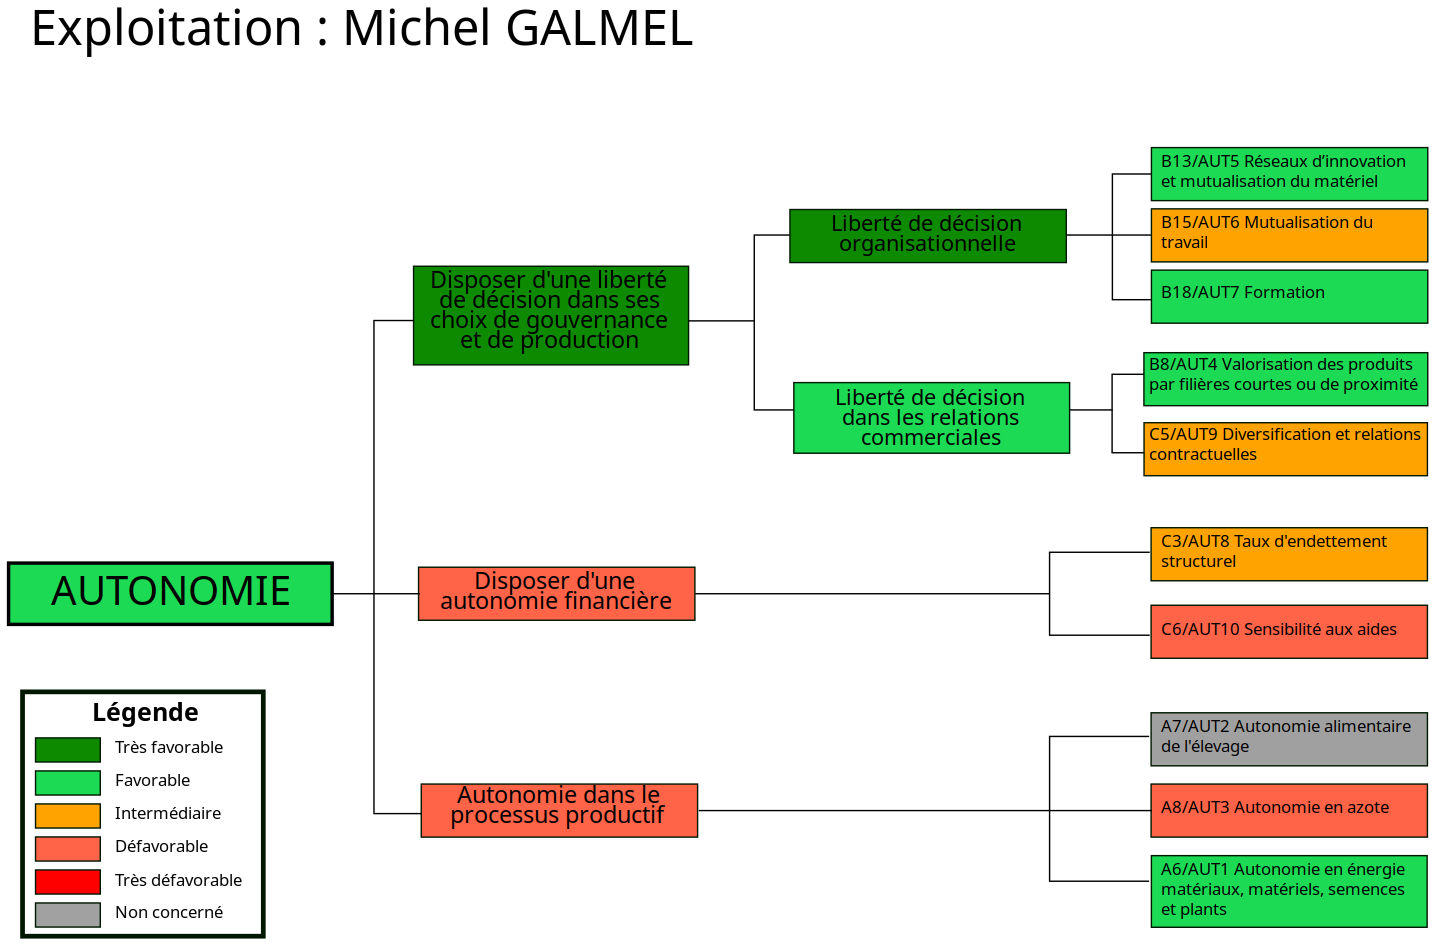 Exploitation : Michel GALMEL
B13/AUT5 Réseaux d’innovation
et mutualisation du matériel
Liberté de décision
organisationnelle
B15/AUT6 Mutualisation du
travail
Disposer d'une liberté
de décision dans ses
choix de gouvernance
et de production
B18/AUT7 Formation
B8/AUT4 Valorisation des produits
par filières courtes ou de proximité
Liberté de décision
dans les relations
commerciales
C5/AUT9 Diversification et relations
contractuelles
C3/AUT8 Taux d'endettement
structurel
AUTONOMIE
Disposer d'une
autonomie financière
C6/AUT10 Sensibilité aux aides
A7/AUT2 Autonomie alimentaire
de l'élevage
Autonomie dans le
processus productif
A8/AUT3 Autonomie en azote
A6/AUT1 Autonomie en énergie
matériaux, matériels, semences
et plants
Légende
Très favorable
Favorable
Intermédiaire
Défavorable
Très défavorable
Non concerné